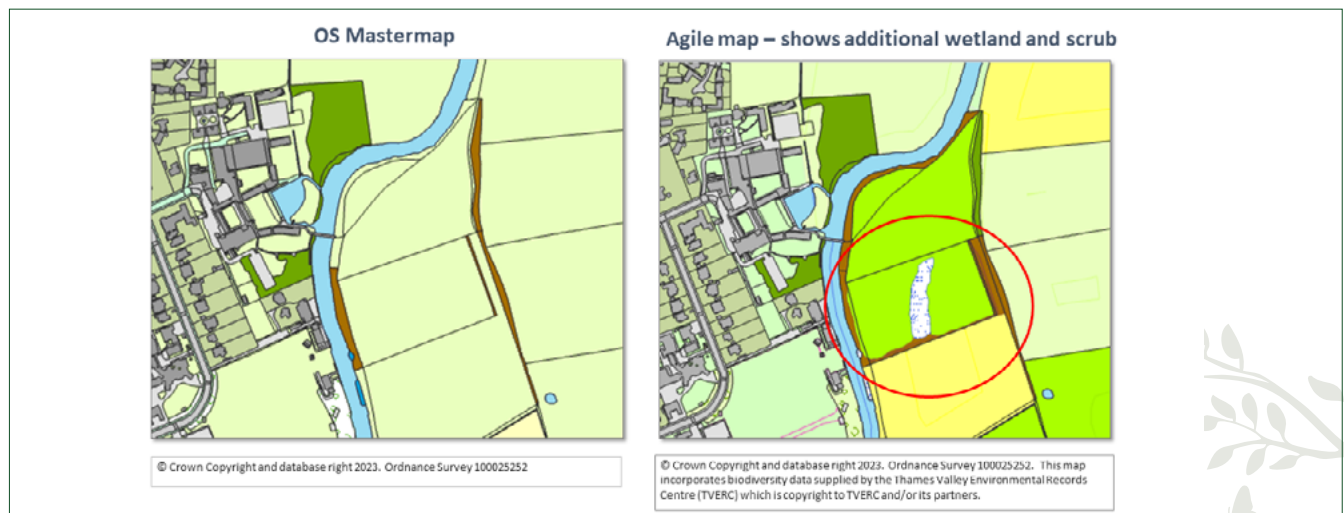 OS Mastermap
Agile map – shows additional wetland and scrub
© Crown Copyright and database right 2023. Ordnance Survey 100025252
© Crown Copyright and database right 2023. Ordnance Survey 100025252. This map
incorporates biodiversity data supplied by the Thames Valley Environmental Records
Centre (TVERC) which is copyright to TVERC and/or its partners.